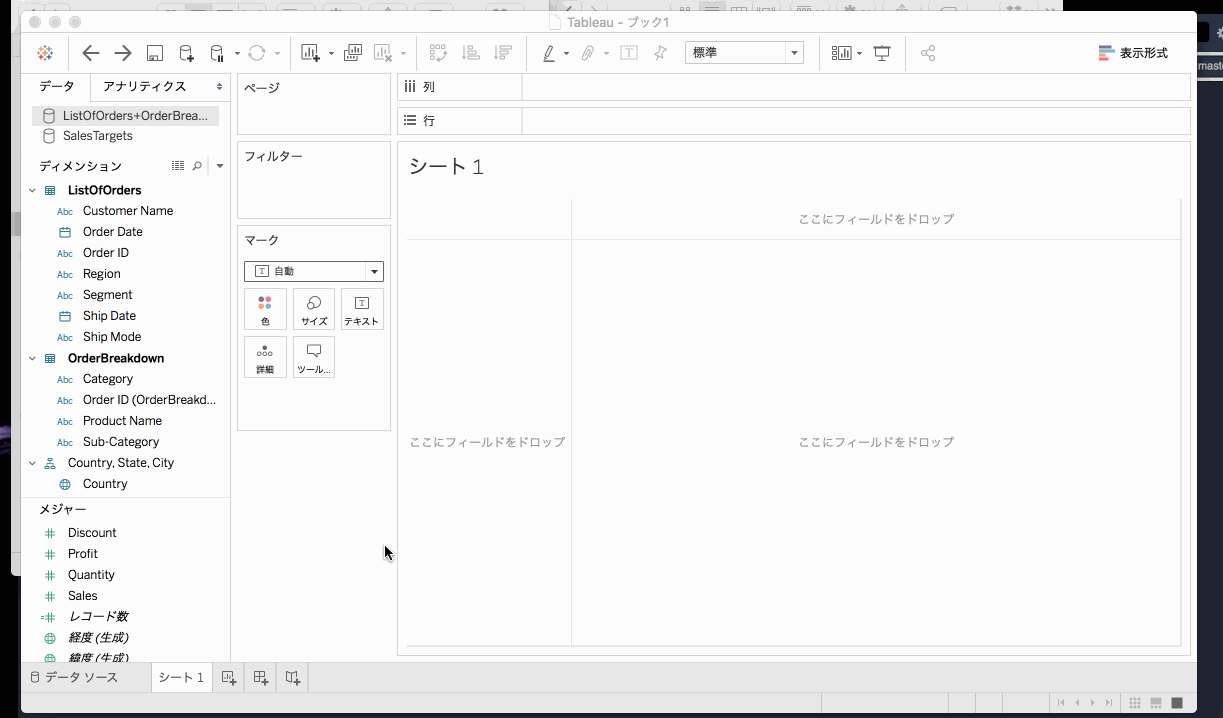 Tableau - ブック1
標準
表示形式
mast
データ
アナリティクス
ListOfOrders+OrderBrea...
SalesTargets
ディメンション
ListOfOrders
Abc Customer Name
Order Date
Abc Order ID
Abc Region
Abc Segment
Ship Date
Abc Ship Mode
OrderBreakdown
Abc Category
Abc Order ID (OrderBreakd...
Abc Product Name
Abc Sub-Category
Country, State, City
Country
メジャー
Discount
Profit
Quantity
Sales
レコード数
経度 (生成)
緯度 (生成)
ページ
フィルター
マーク
T 自動
色
サイズ
テキスト
詳細
ツール...
列
行
シート 1
ここにフィールドをドロップ
ここにフィールドをドロップ
ここにフィールドをドロップ
データ ソース
シート 1